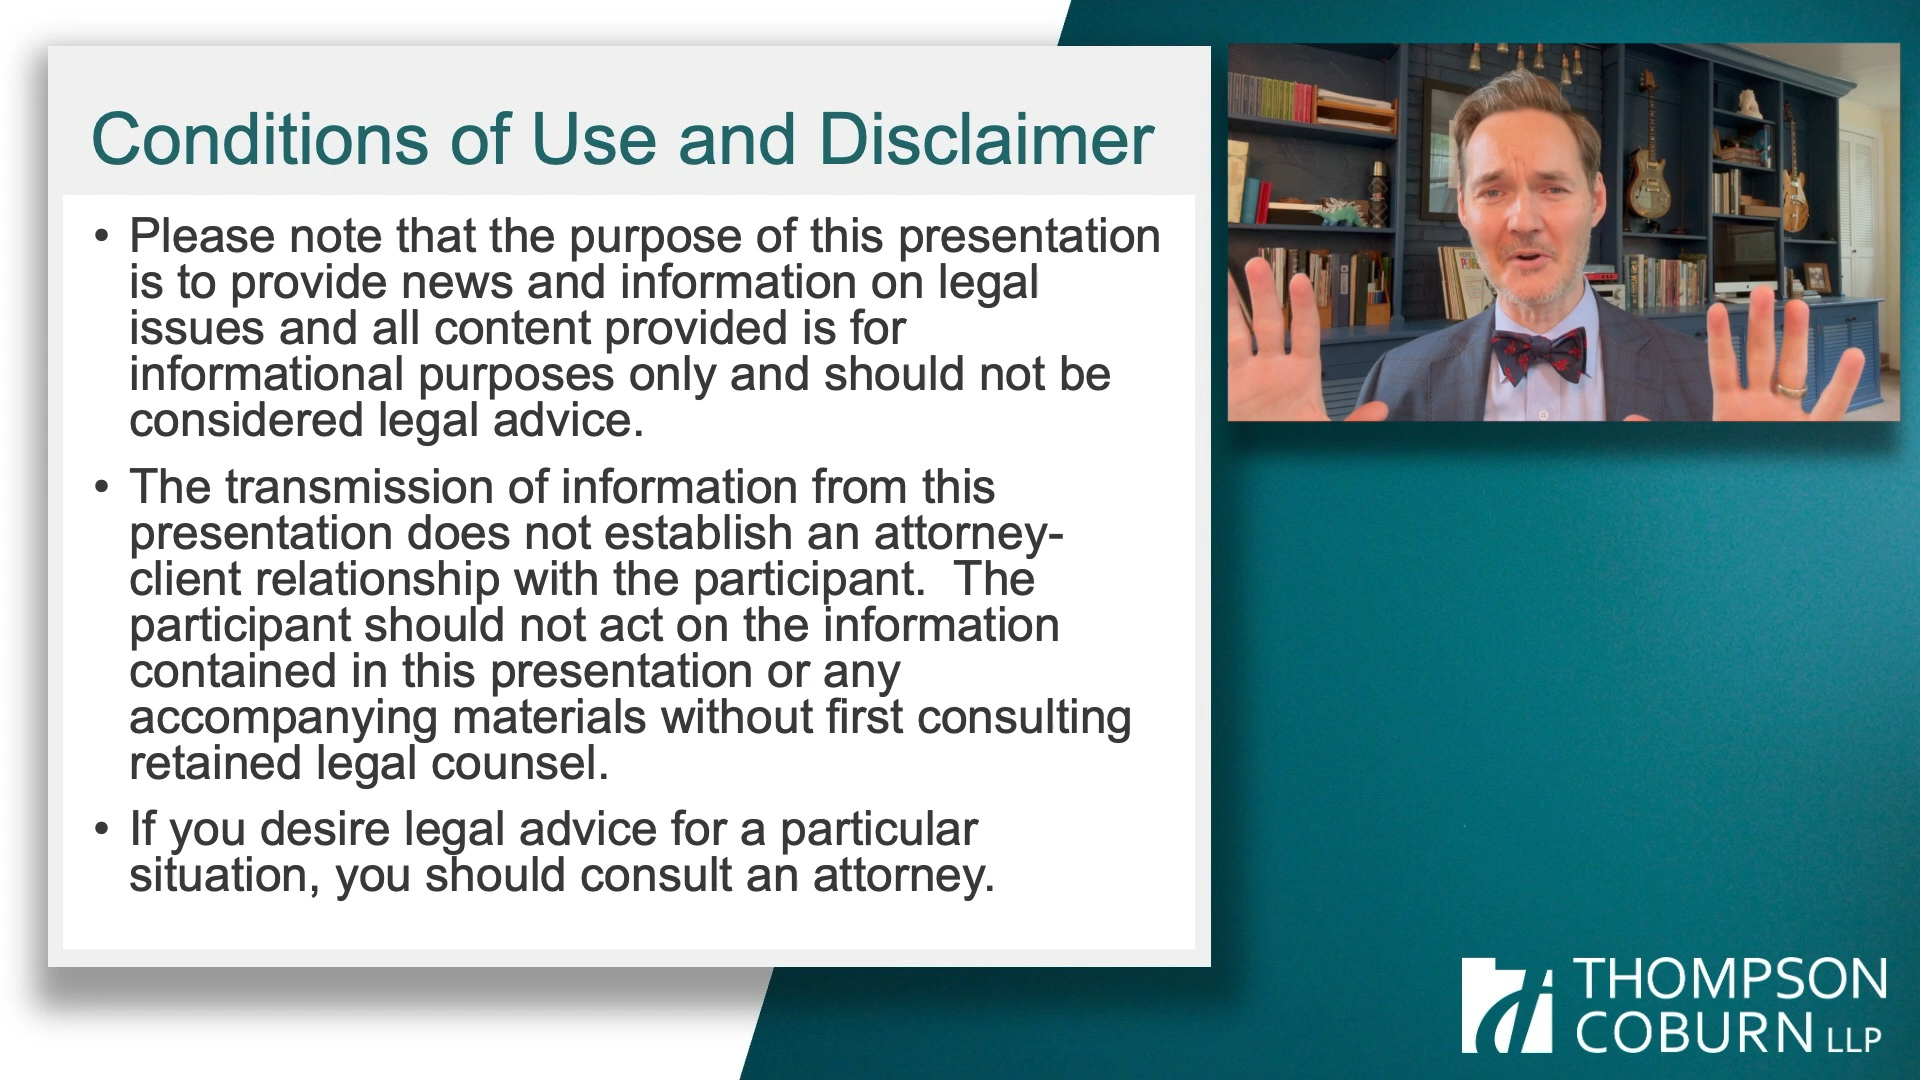 Conditions of Use and Disclaimer
• Please note that the purpose of this presentation
is to provide news and information on legal
issues and all content provided is for
informational purposes only and should not be
considered legal advice.
• The transmission of information from this
presentation does not establish an attorney-
client relationship with the participant.  The
participant should not act on the information
contained in this presentation or any
accompanying materials without first consulting
retained legal counsel.
• If you desire legal advice for a particular
situation, you should consult an attorney.
THOMPSON
COBURN LLP